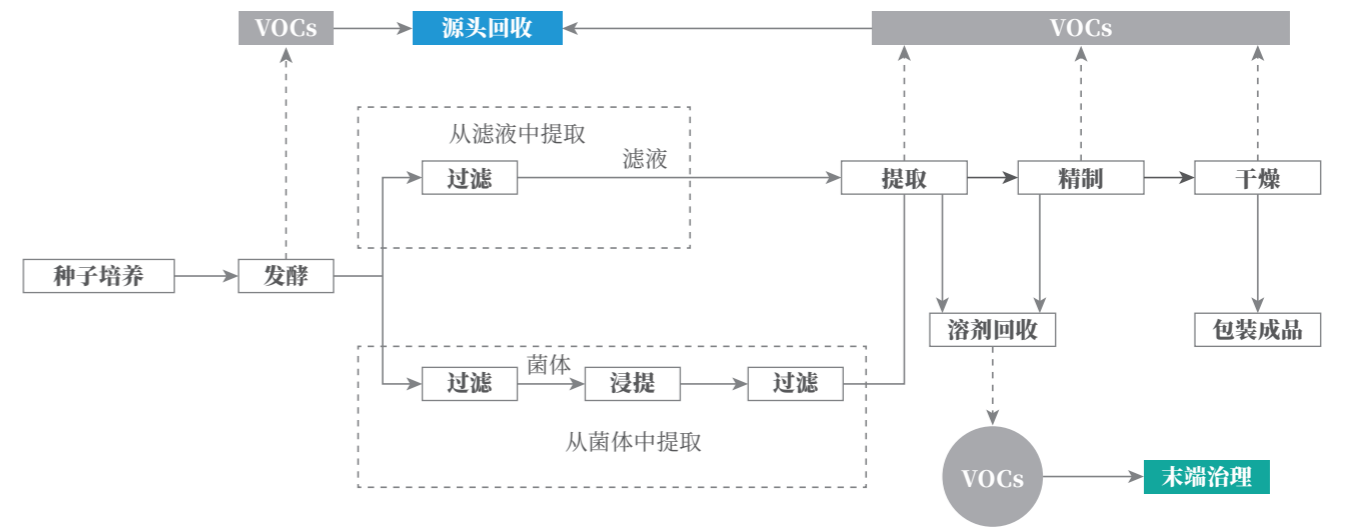 VOCs
源头回收
VOCs
从滤液中提取
滤液
过滤
提取
精制
干燥
种子培养
发酵
溶剂回收
包装成品
菌体
过滤
浸提
过滤
从菌体中提取
VOCs
末端治理